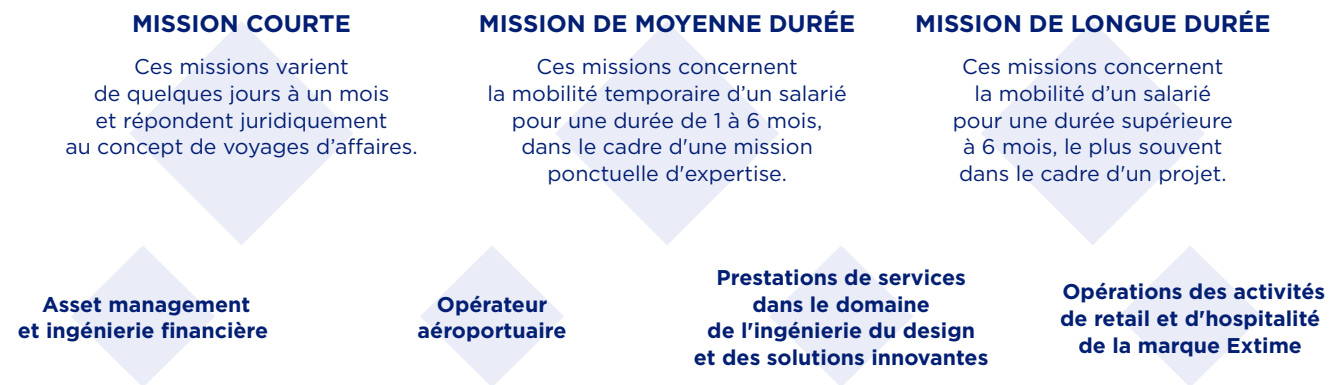 MISSION COURTE
Ces missions varient
de quelques jours à un mois
et répondent juridiquement
au concept de voyages d'affaires.
MISSION DE MOYENNE DURÉE
Ces missions concernent
la mobilité temporaire d'un salarié
pour une durée de 1 à 6 mois,
dans le cadre d'une mission
ponctuelle d'expertise.
MISSION DE LONGUE DURÉE
Ces missions concernent
la mobilité d'un salarié
pour une durée supérieure
à 6 mois, le plus souvent
dans le cadre d'un projet.
Asset management
et ingénierie financière
Opérateur
aéroportuaire
Prestations de services
dans le domaine
de l'ingénierie du design
et des solutions innovantes
Opérations des activités
de retail et d'hospitalité
de la marque Extime